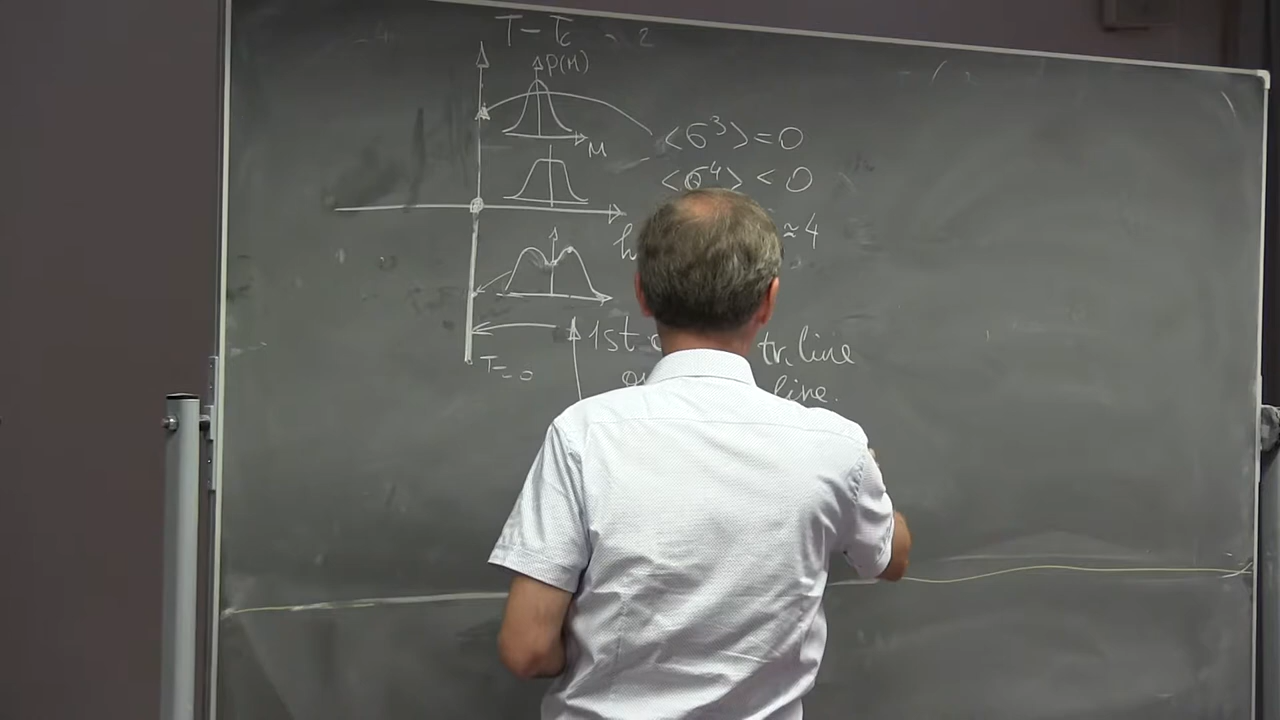 T-Tc
P(M)
M
<σ³> = 0
<σ⁴> < 0
h
≈ 4
1st tr. line
T<0
line.